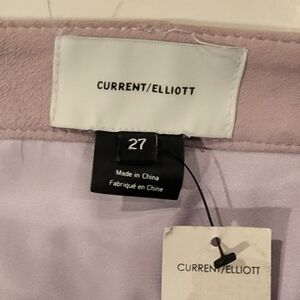 CURRENT/ELLIOTT
27
Made in China
Fabriqué en Chine
CURRENT/ELLIOTT